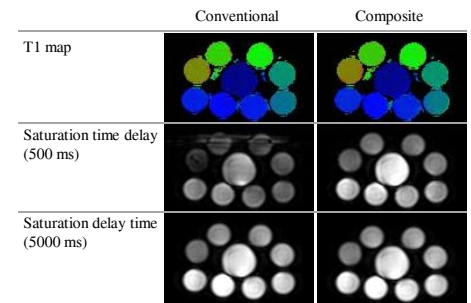 Conventional Composite
T1 map
Saturation time delay
(500 ms)
Saturation delay time
(5000 ms)